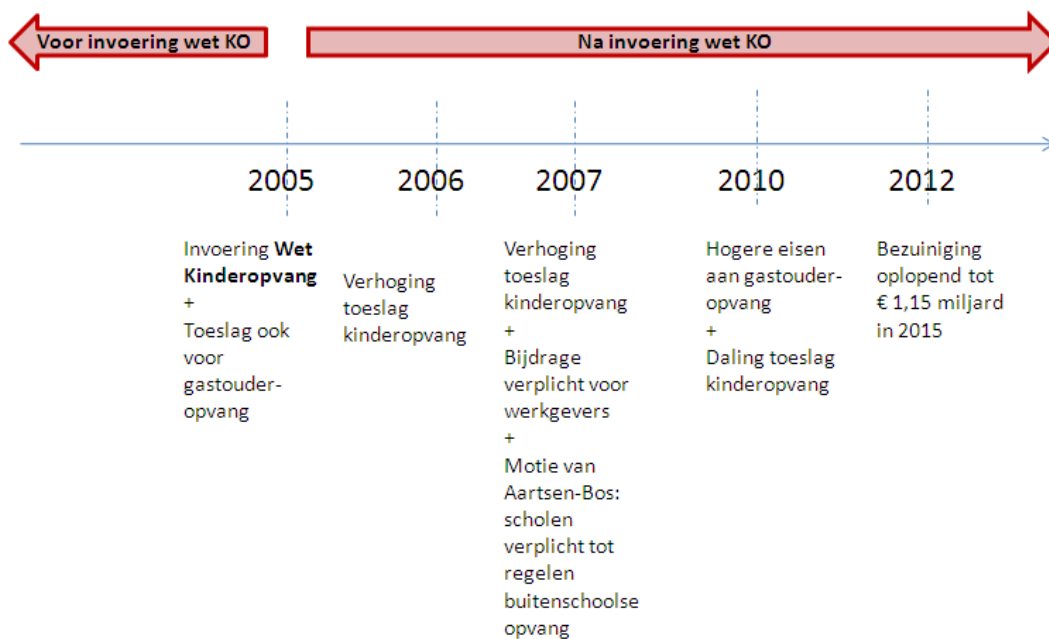 Voor invoering wet KO
Na invoering wet KO
2005
2006
2007
2010
2012
Invoering Wet
Kinderopvang
+
Toeslag ook
voor
gastouder-
opvang
Verhoging
toeslag
kinderopvang
Verhoging
toeslag
kinderopvang
+
Bijdrage
verplicht voor
werkgevers
+
Motie van
Aartsen-Bos:
scholen
verplicht tot
regelen
buitenschoolse
opvang
Hogere eisen
aan gastouder-
opvang
+
Daling toeslag
kinderopvang
Bezuiniging
oplopend tot
€ 1,15 miljard
in 2015